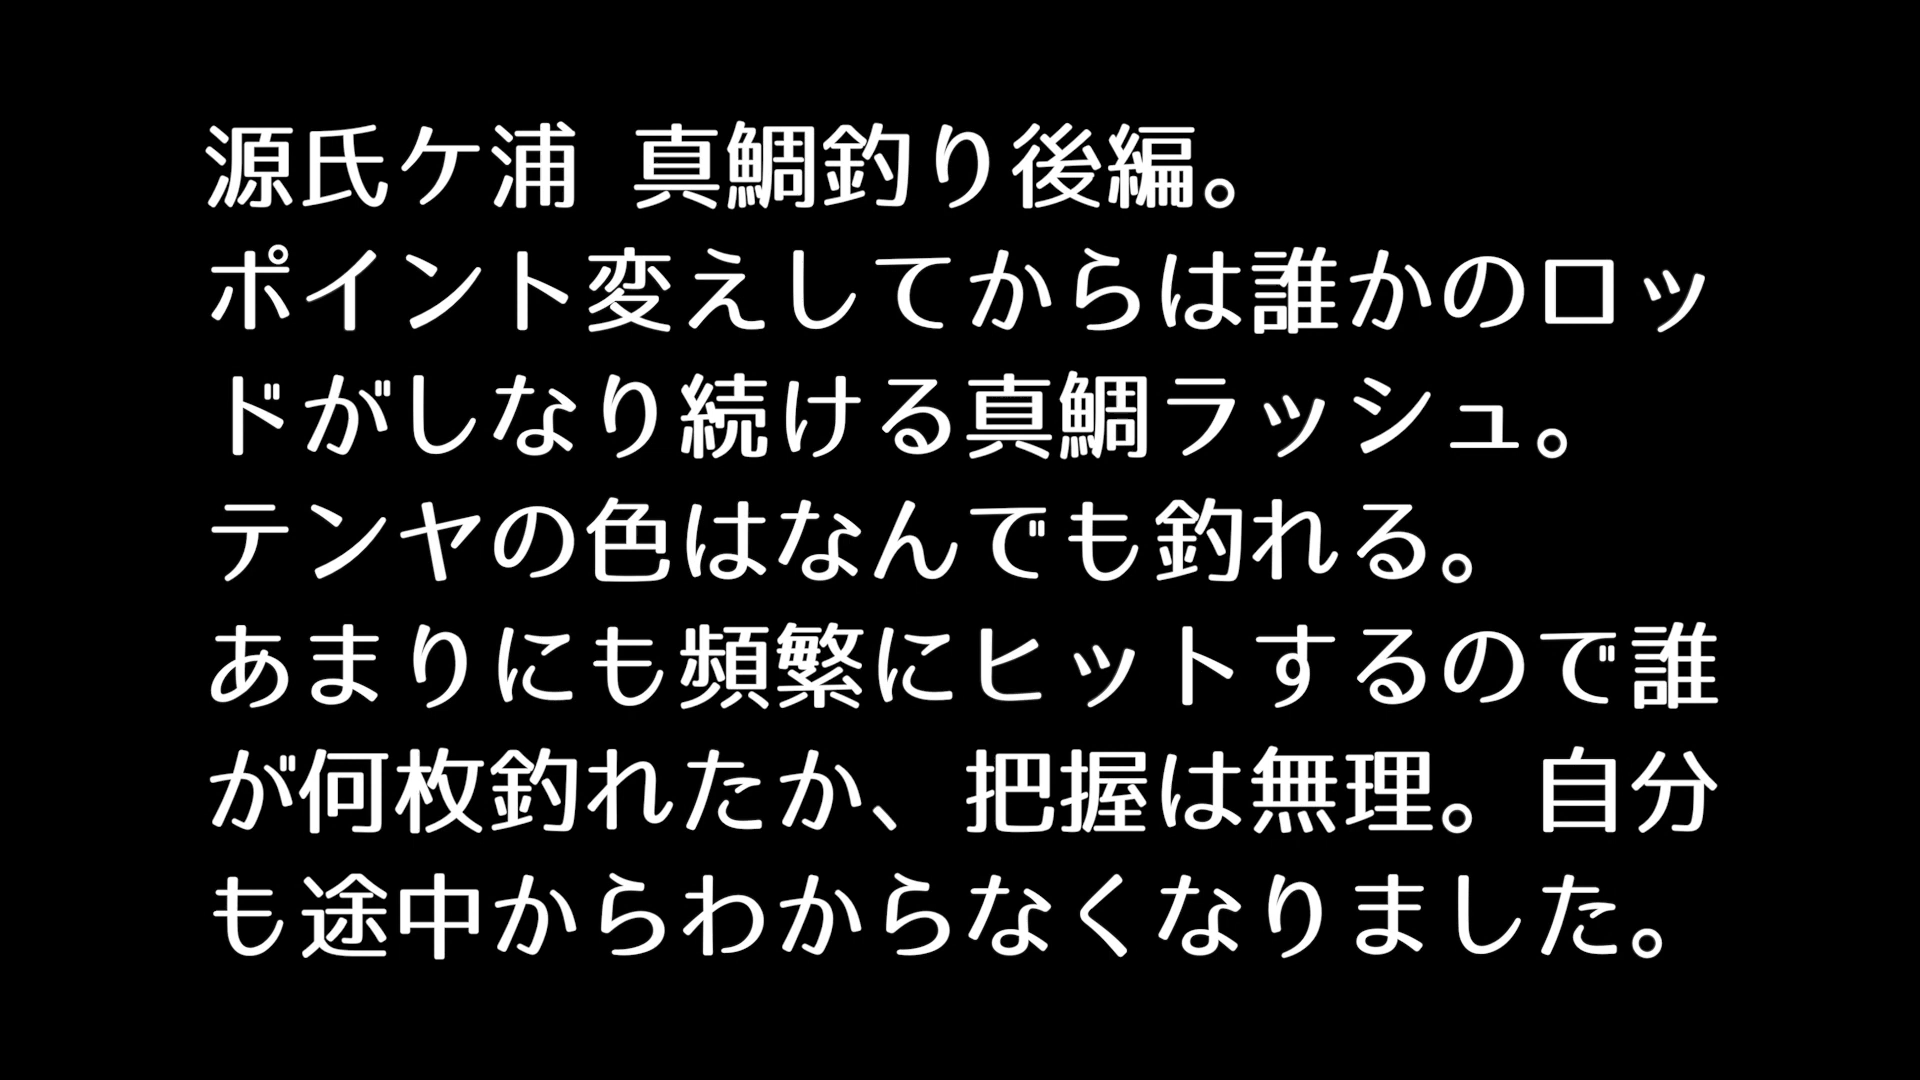 源氏ケ浦 真鯛釣り後編。
ポイント変えしてからは誰かのロッ
ドがしなり続ける真鯛ラッシュ。
テンヤの色はなんでも釣れる。
あまりにも頻繁にヒットするので誰
が何枚釣れたか、把握は無理。自分
も途中からわからなくなりました。